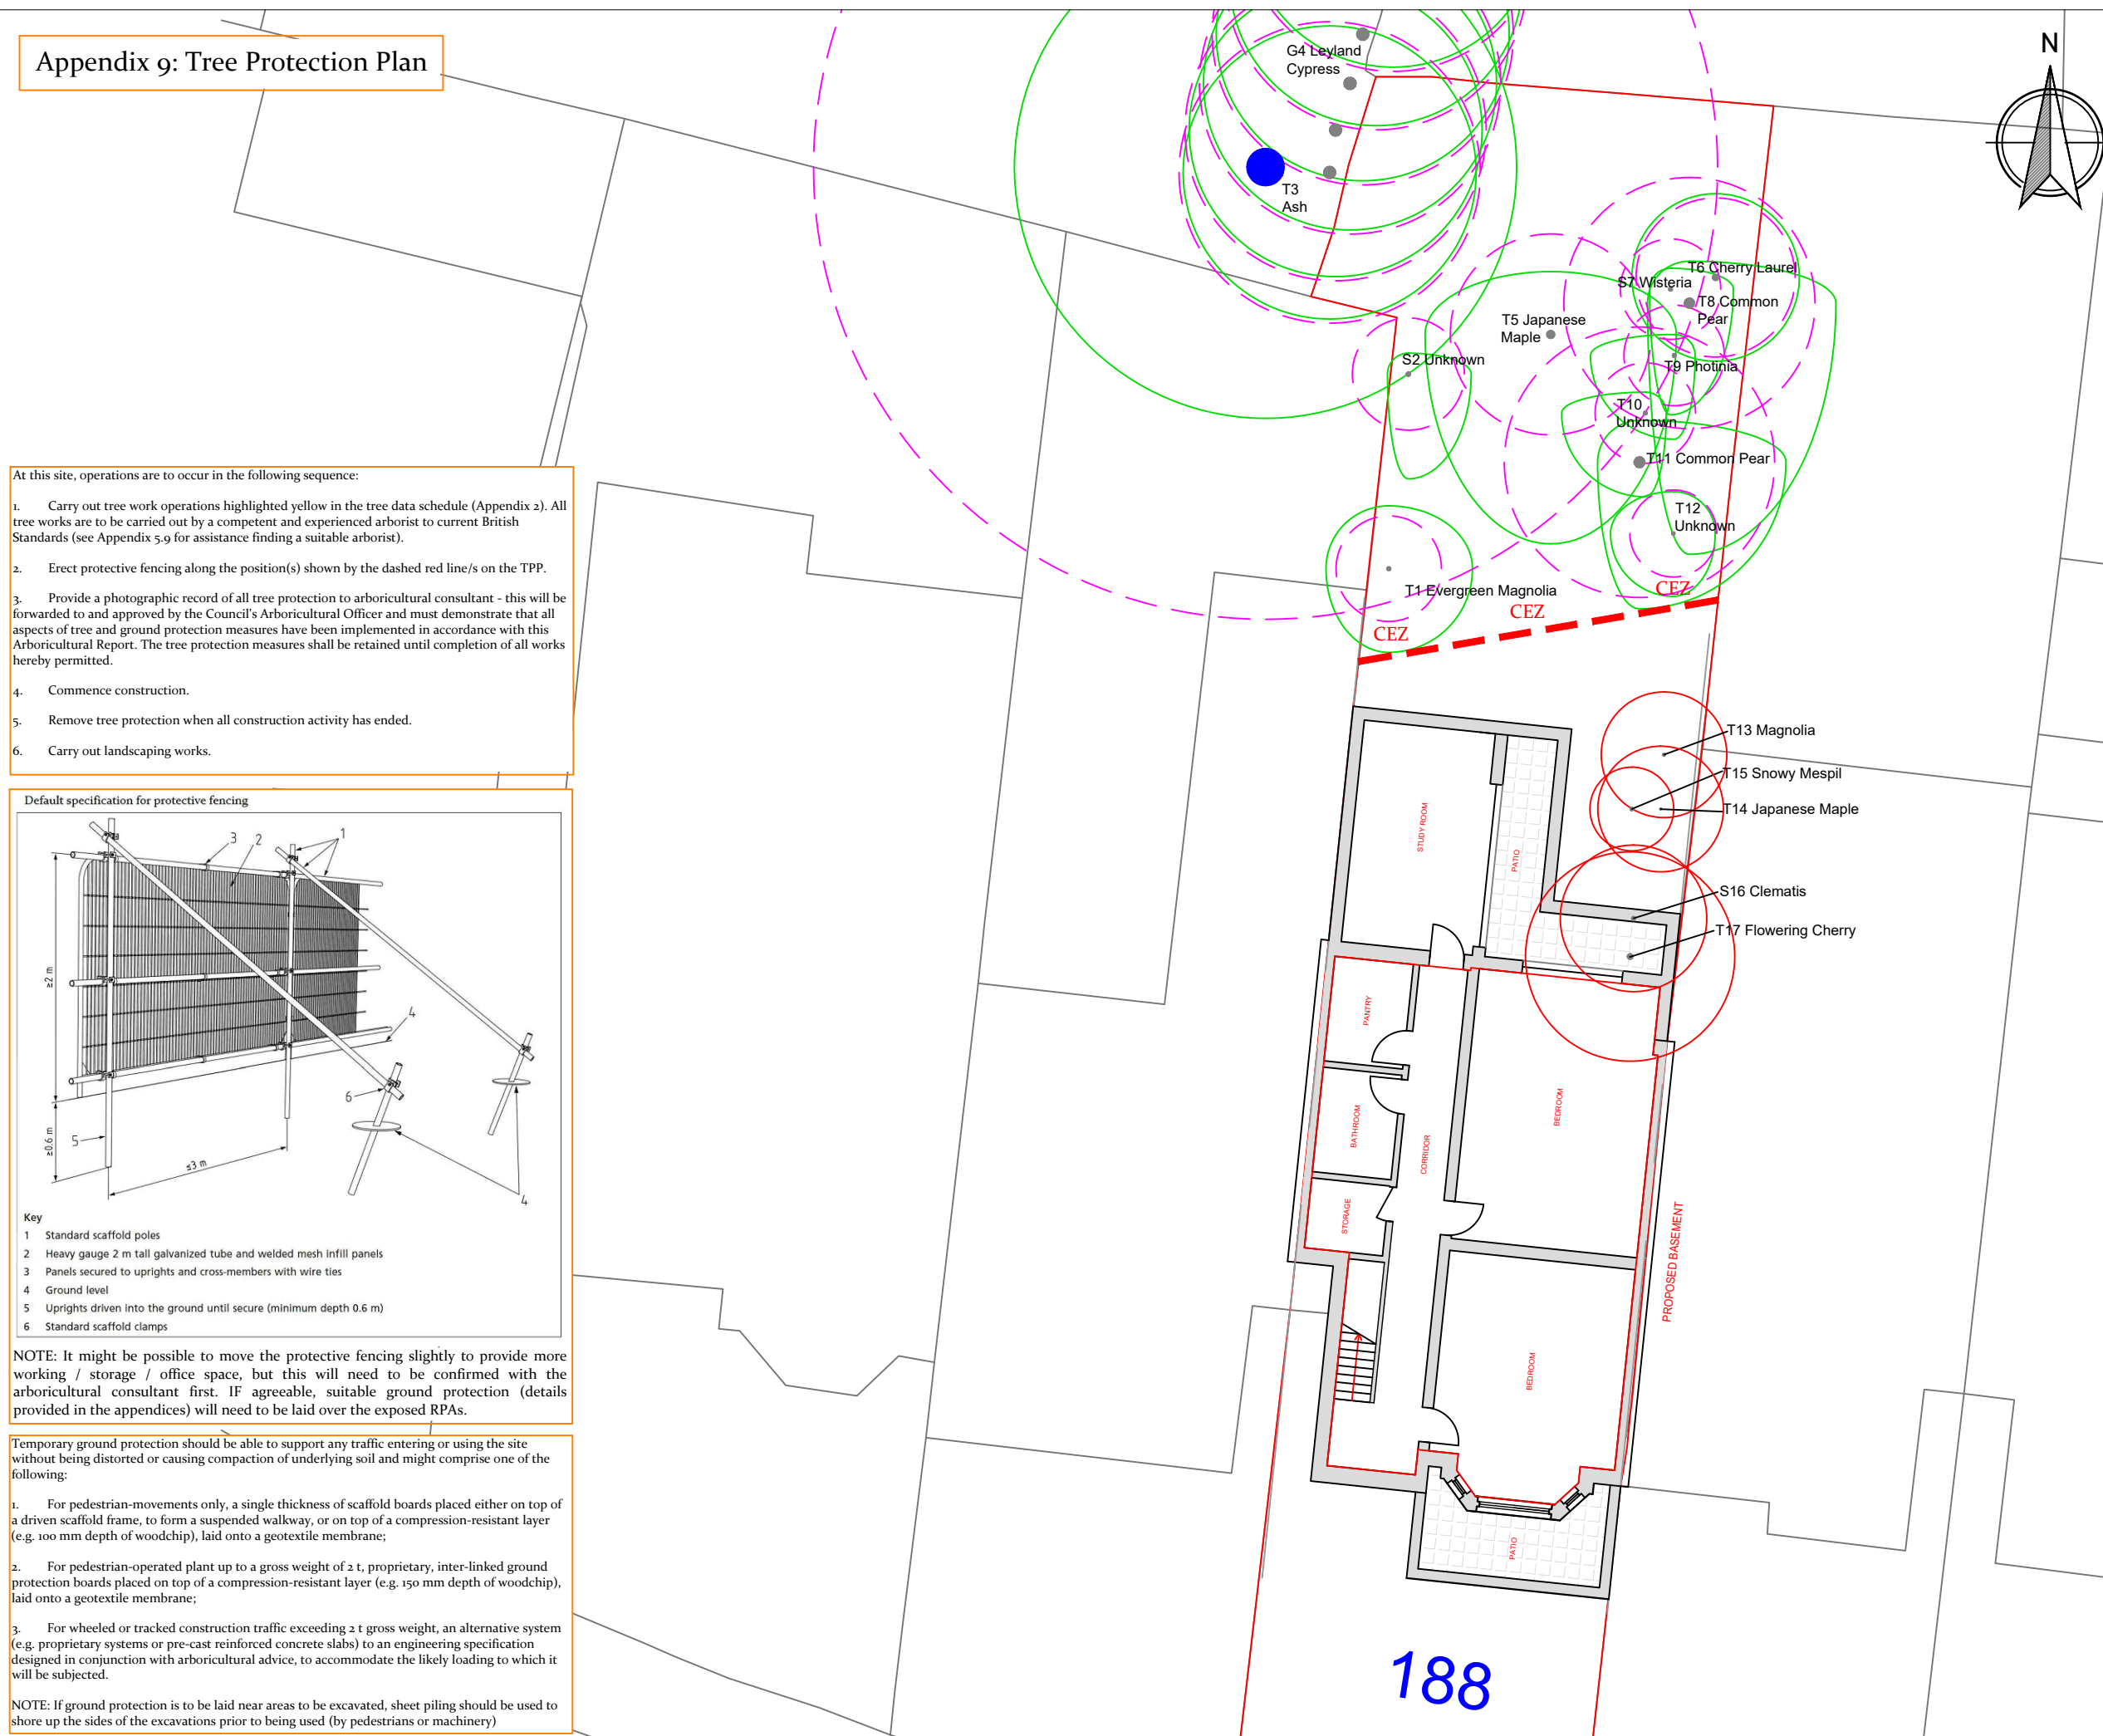 Appendix 9: Tree Protection Plan
N
G4 Leyland
Cypress
T3
Ash
T6 Cherry Laurel
S7 Wisteria
T8 Common
Pear
T5 Japanese
Maple
S2 Unknown
T9 Photinia
T10
Unknown
T11 Common Pear
T12
Unknown
T1 Evergreen Magnolia
CEZ
CEZ
CEZ
At this site, operations are to occur in the following sequence:
1. Carry out tree work operations highlighted yellow in the tree data schedule (Appendix 2). All
tree works are to be carried out by a competent and experienced arborist to current British
Standards (see Appendix 5.9 for assistance finding a suitable arborist).
2. Erect protective fencing along the position(s) shown by the dashed red line/s on the TPP.
3. Provide a photographic record of all tree protection to arboricultural consultant - this will be
forwarded to and approved by the Council's Arboricultural Officer and must demonstrate that all
aspects of tree and ground protection measures have been implemented in accordance with this
Arboricultural Report. The tree protection measures shall be retained until completion of all works
hereby permitted.
4. Commence construction.
5. Remove tree protection when all construction activity has ended.
6. Carry out landscaping works.
Default specification for protective fencing
1
2
3
4
≥2 m
≥0.6 m
5
6
≤3 m
4
Key
1 Standard scaffold poles
2 Heavy gauge 2 m tall galvanized tube and welded mesh infill panels
3 Panels secured to uprights and cross-members with wire ties
4 Ground level
5 Uprights driven into the ground until secure (minimum depth 0.6 m)
6 Standard scaffold clamps
NOTE: It might be possible to move the protective fencing slightly to provide more
working / storage / office space, but this will need to be confirmed with the
arboricultural consultant first. IF agreeable, suitable ground protection (details
provided in the appendices) will need to be laid over the exposed RPAs.
Temporary ground protection should be able to support any traffic entering or using the site
without being distorted or causing compaction of underlying soil and might comprise one of the
following:
1. For pedestrian-movements only, a single thickness of scaffold boards placed either on top of
a driven scaffold frame, to form a suspended walkway, or on top of a compression-resistant layer
(e.g. 100 mm depth of woodchip), laid onto a geotextile membrane;
2. For pedestrian-operated plant up to a gross weight of 2 t, proprietary, inter-linked ground
protection boards placed on top of a compression-resistant layer (e.g. 150 mm depth of woodchip),
laid onto a geotextile membrane;
3. For wheeled or tracked construction traffic exceeding 2 t gross weight, an alternative system
(e.g. proprietary systems or pre-cast reinforced concrete slabs) to an engineering specification
designed in conjunction with arboricultural advice, to accommodate the likely loading to which it
will be subjected.
NOTE: If ground protection is to be laid near areas to be excavated, sheet piling should be used to
shore up the sides of the excavations prior to being used (by pedestrians or machinery)
T13 Magnolia
T15 Snowy Mespil
T14 Japanese Maple
S16 Clematis
T17 Flowering Cherry
STUDY ROOM
PATIO
PANTRY
BATHROOM
CORRIDOR
STORAGE
BEDROOM
BEDROOM
PROPOSED BASEMENT
PATIO
188